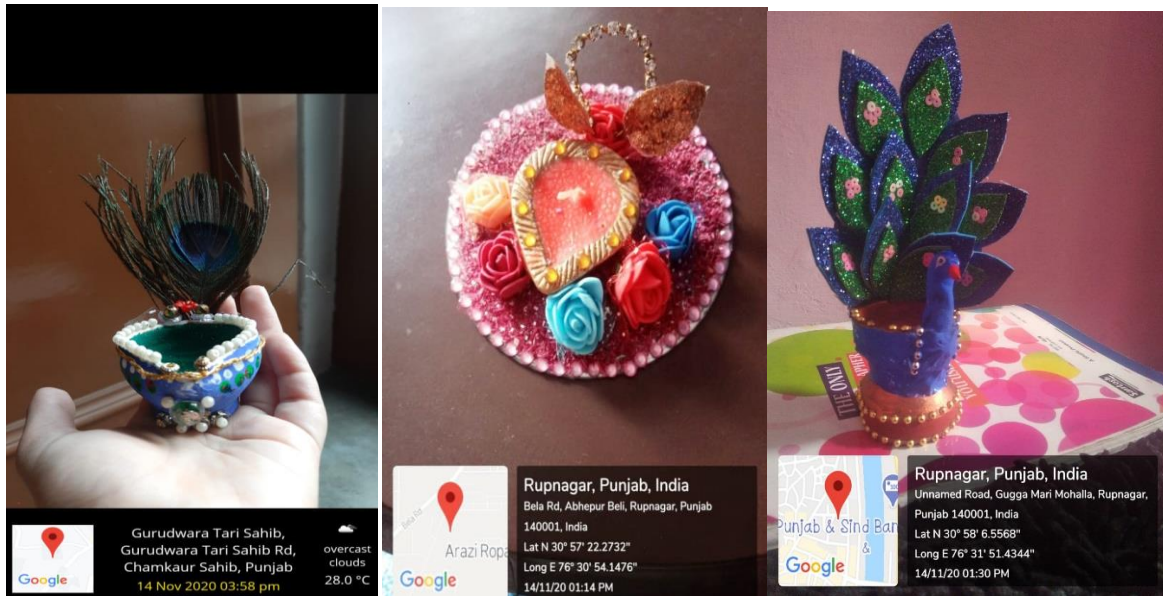 Google
Gurudwara Tari Sahib,
Gurudwara Tari Sahib Rd,
Chamkaur Sahib, Punjab
14 Nov 2020 03:58 pm
overcast
clouds
28.0 °C
Bela Rd
Arazi Ropa
Google
Rupnagar, Punjab, India
Bela Rd, Abhepur Beli, Rupnagar, Punjab
140001, India
Lat N 30° 57' 22.2732"
Long E 76° 30' 54.1476"
14/11/20 01:14 PM
THE ONLY
Punjab & Sind Ban
&
Google
Rupnagar, Punjab, India
Unnamed Road, Gugga Mari Mohalla, Rupnagar,
Punjab 140001, India
Lat N 30° 58' 6.5568"
Long E 76° 31' 51.4344"
14/11/20 01:30 PM